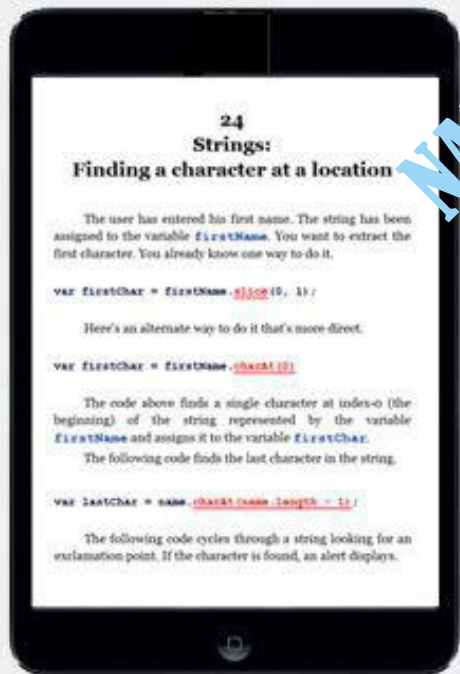 24
Strings:
Finding a character at a location
The user has entered his first name. The string has been
assigned to the variable firstName. You want to extract the
first character. You already know one way to do it.
var firstChar = firstName.slice(0, 1);
Here's an alternate way to do it that's more direct.
var firstChar = firstName.charAt(0)
The code above finds a single character at index-0 (the
beginning) of the string represented by the variable
firstName and assigns it to the variable firstChar.
The following code finds the last character in the string.
var lastChar = name.charAt(name.length - 1);
The following code cycles through a string looking for an
exclamation point. If the character is found, an alert displays.